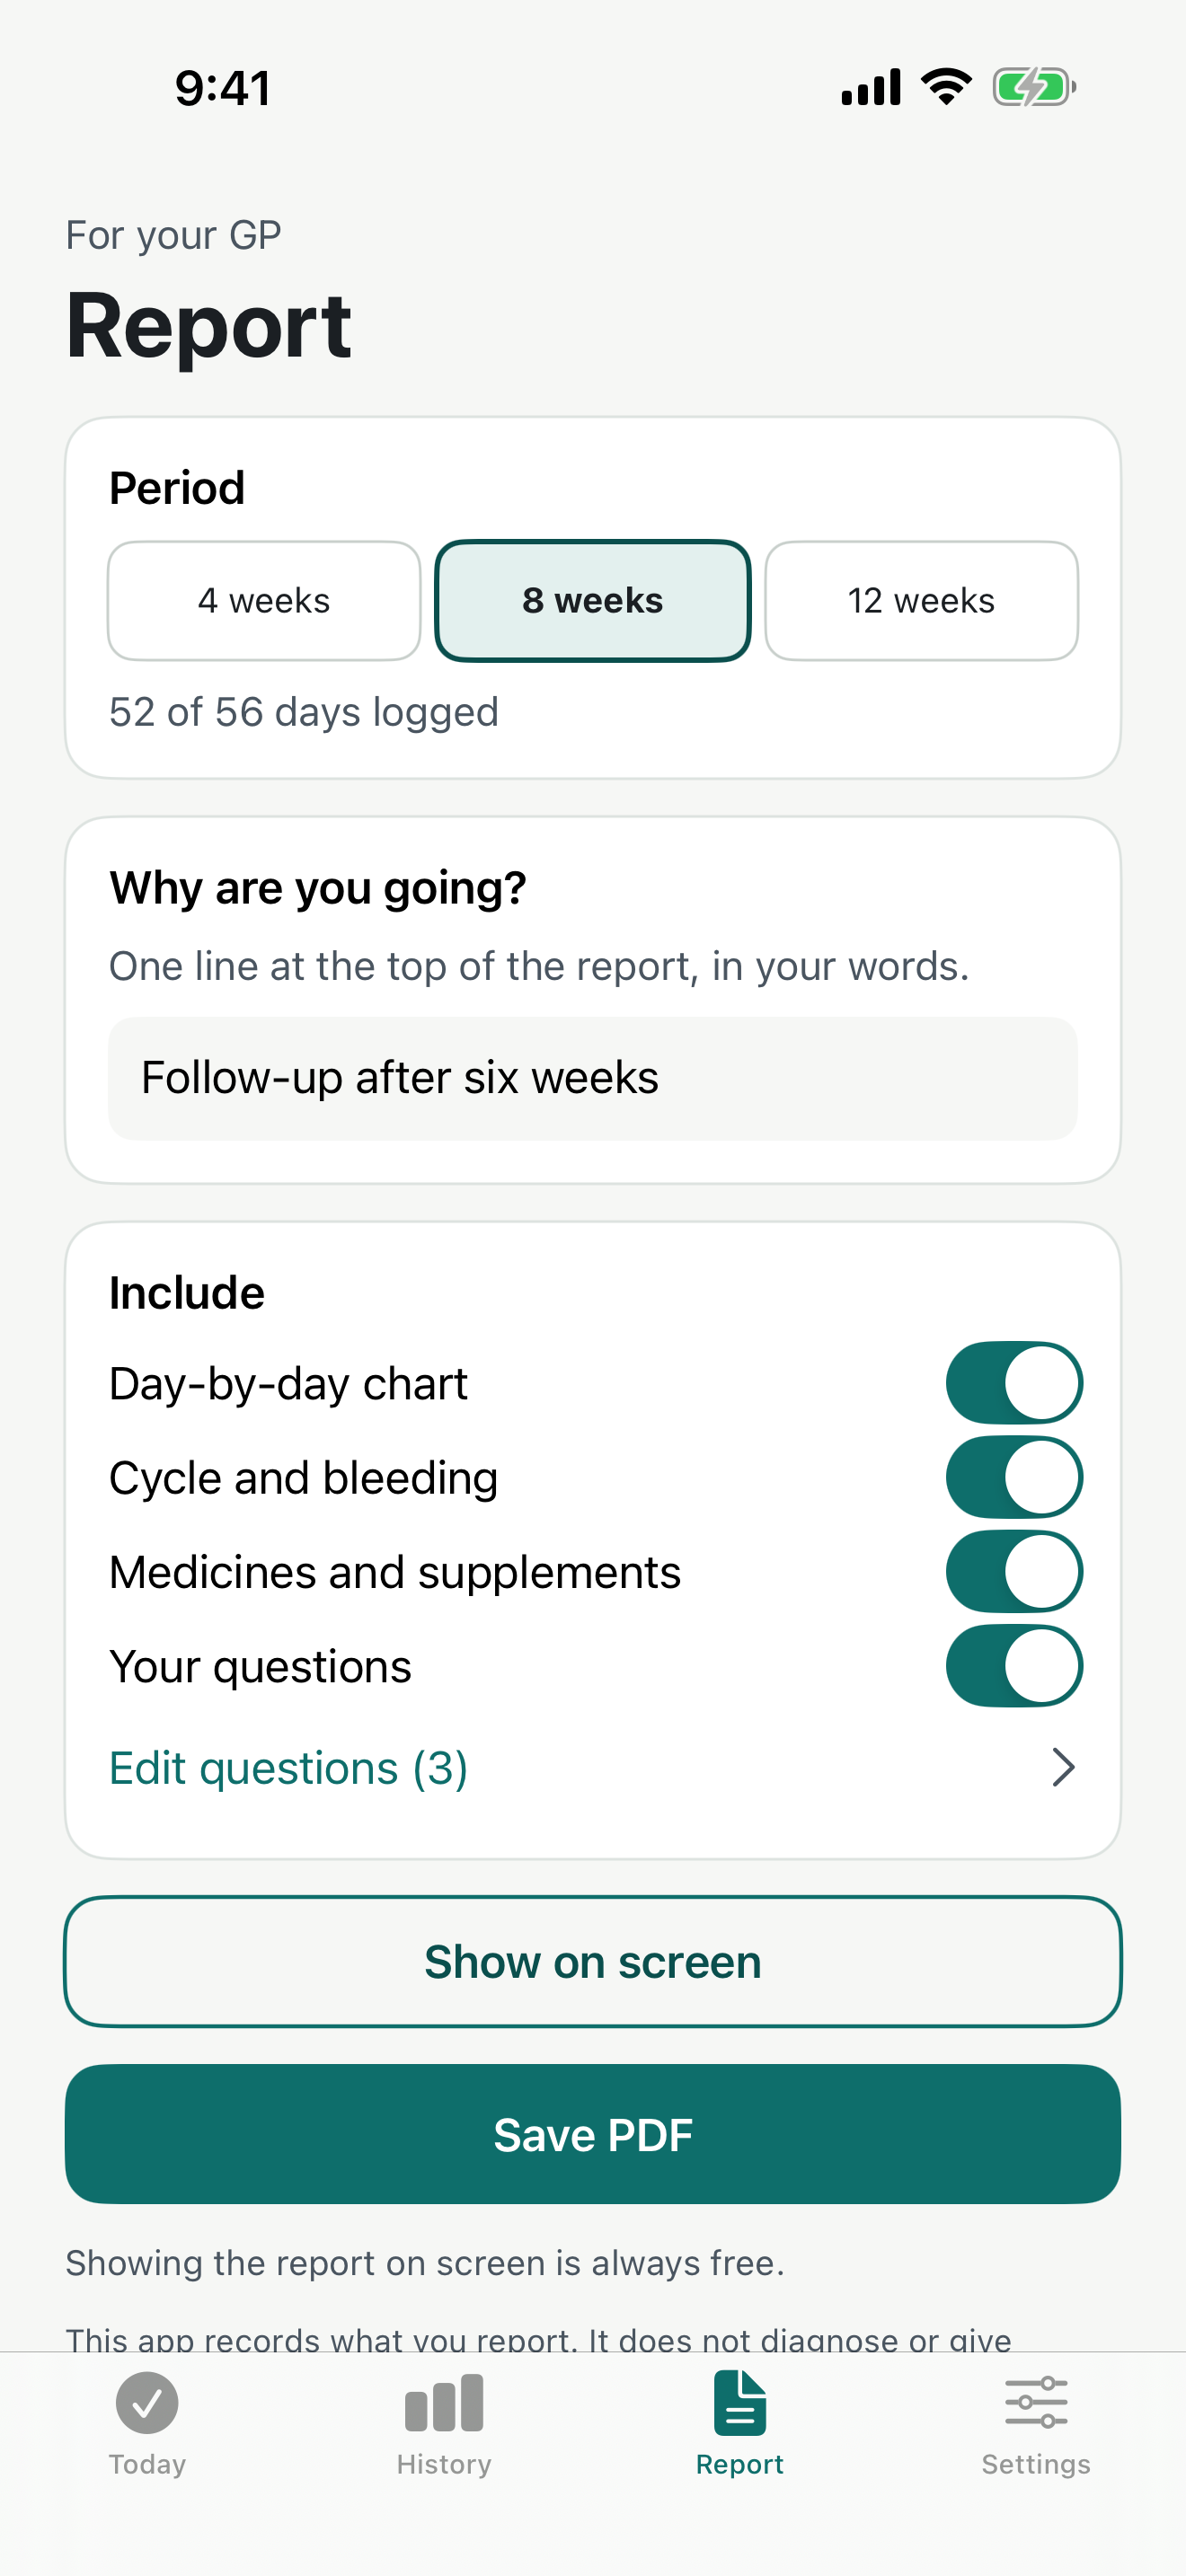 9:41
For your GP
Report
Period
4 weeks
8 weeks
12 weeks
52 of 56 days logged
Why are you going?
One line at the top of the report, in your words.
Follow-up after six weeks
Include
Day-by-day chart
Cycle and bleeding
Medicines and supplements
Your questions
Edit questions (3)
Show on screen
Save PDF
Showing the report on screen is always free.
This app records what you report. It does not diagnose or give
Today
History
Report
Settings